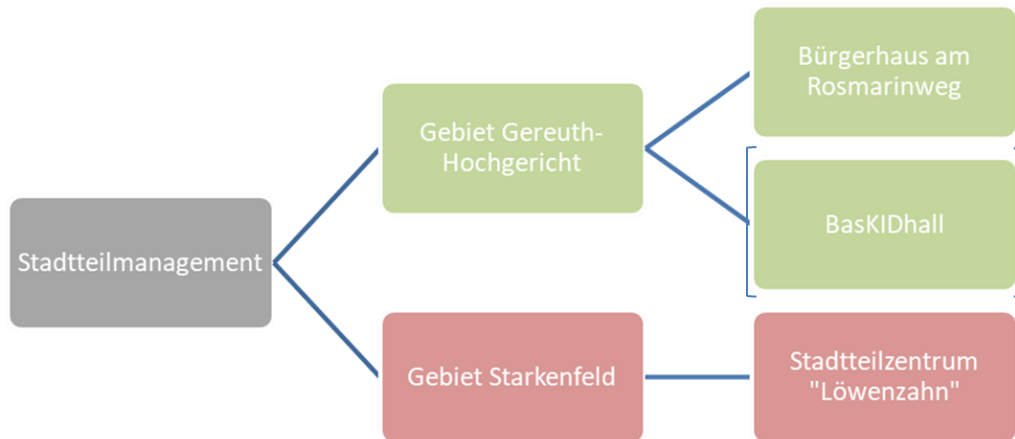 Stadtteilmanagement
Gebiet Gereuth-
Hochgericht
Bürgerhaus am
Rosmarinweg
BasKIDhall
Gebiet Starkenfeld
Stadtteilzentrum
"Löwenzahn"